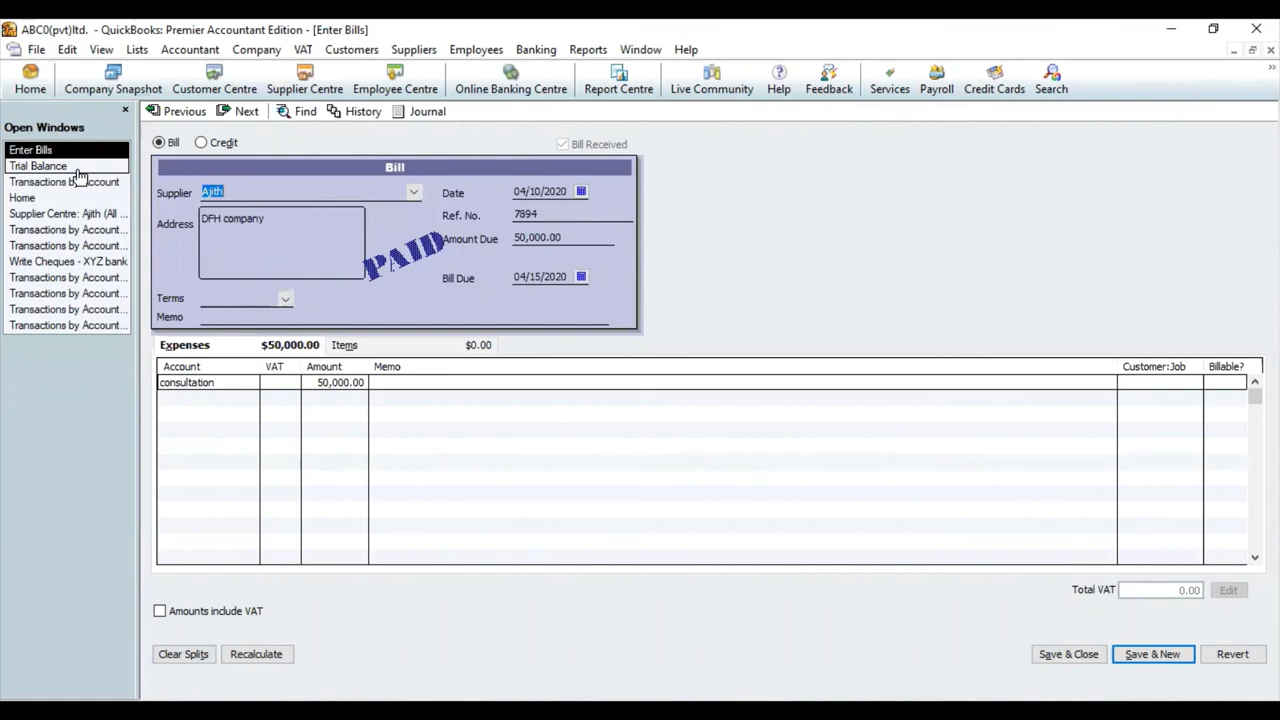 ABC0(pvt)ltd. - QuickBooks: Premier Accountant Edition - [Enter Bills]
File Edit View Lists Accountant Company VAT Customers Suppliers Employees Banking Reports Window Help
Home Company Snapshot Customer Centre Supplier Centre Employee Centre Online Banking Centre Report Centre Live Community Help Feedback Services Payroll Credit Cards Search
Previous Next Find History Journal
Open Windows
Enter Bills
Trial Balance
Transactions by Account
Home
Supplier Centre: Ajith (All ...
Transactions by Account...
Transactions by Account...
Write Cheques - XYZ bank
Transactions by Account...
Transactions by Account...
Transactions by Account...
Transactions by Account...
Bill Credit Bill Received
Bill
Supplier Ajith Date 04/10/2020
Ref. No. 7894
Address DFH company
Amount Due 50,000.00
PAID
Bill Due 04/15/2020
Terms
Memo
Expenses $50,000.00 Items $0.00
Account VAT Amount Memo Customer:Job Billable?
consultation 50,000.00
Total VAT 0.00 Edit
Amounts include VAT
Clear Splits Recalculate Save & Close Save & New Revert